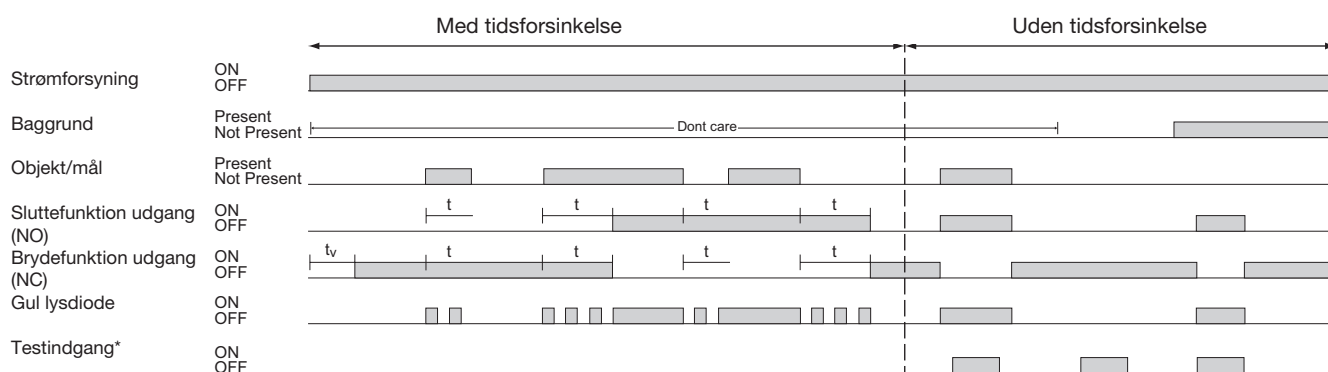 Med tidsforsinkelse
Uden tidsforsinkelse
Strømforsyning
ON
OFF
Baggrund
Present
Not Present
Dont care
Objekt/mål
Present
Not Present
Sluttefunktion udgang
(NO)
ON
OFF
t
t
t
t
Brydefunktion udgang
(NC)
ON
OFF
tv
t
t
t
t
Gul lysdiode
ON
OFF
Testindgang*
ON
OFF